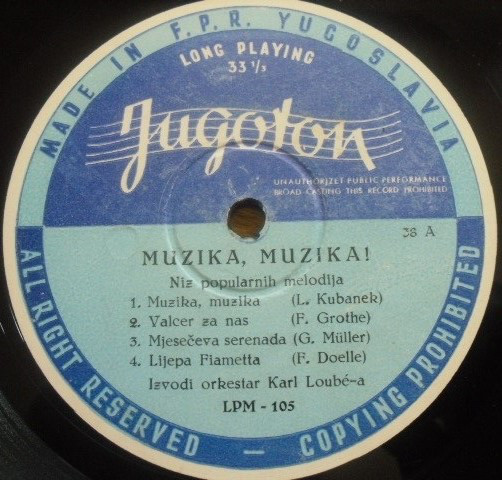 MADE IN F.P.R. YUGOSLAVIA
LONG PLAYING
33 1/3
Jugoton
UNAUTHORIZET PUBLIC PERFORMANCE
BROAD CASTING THIS RECORD PROHIBITED
38 A
MUZIKA, MUZIKA!
Niz popularnih melodija
1. Muzika, muzika (L. Kubanek)
2. Valcer za nas (F. Grothe)
3. Mjesečeva serenada (G. Müller)
4. Lijepa Fiametta (F. Doelle)
Izvodi orkestar Karl Loubé-a
LPM - 105
ALL RIGHT RESERVED — COPYING PROHIBITED